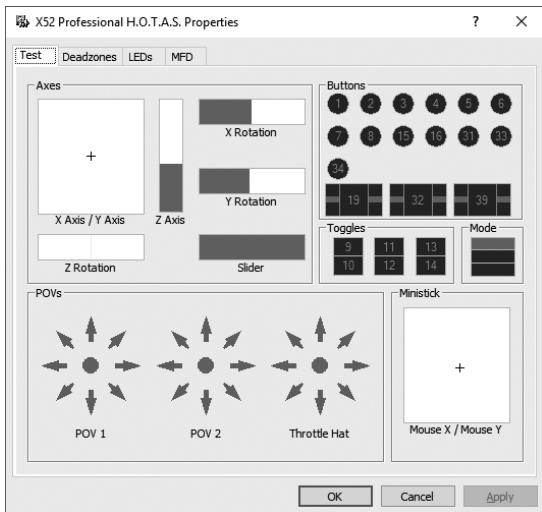 X52 Professional H.O.T.A.S. Properties
Test Deadzones LEDs MFD
Axes
X Axis / Y Axis
Z Axis
X Rotation
Y Rotation
Z Rotation
Slider
Buttons
1 2 3 4 5 6
7 8 15 16 31 33
34
19 32 39
Toggles
9 11 13
10 12 14
Mode
POVs
POV 1
POV 2
Throttle Hat
Ministick
Mouse X / Mouse Y
OK Cancel Apply